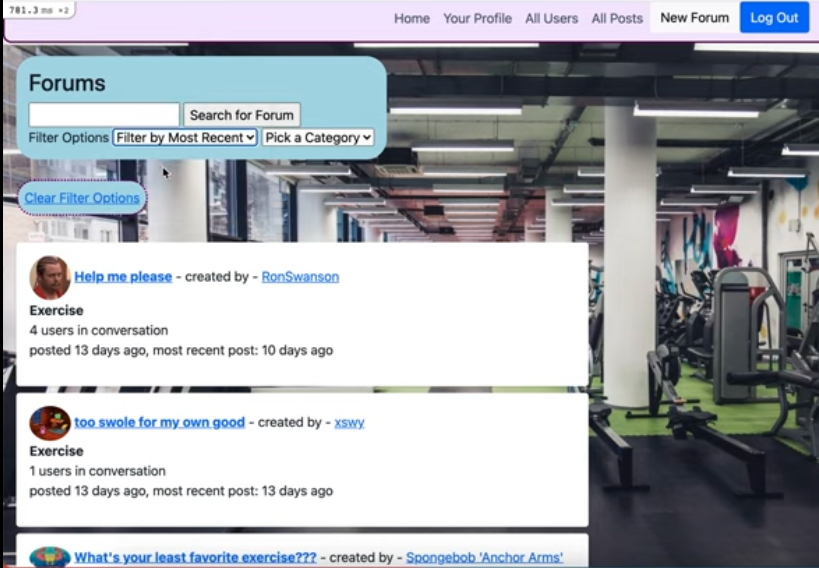 781.3 ms ×2
Home Your Profile All Users All Posts New Forum Log Out
Forums
Search for Forum
Filter Options Filter by Most Recent Pick a Category
Clear Filter Options
Help me please - created by - RonSwanson
Exercise
4 users in conversation
posted 13 days ago, most recent post: 10 days ago
too swole for my own good - created by - xswy
Exercise
1 users in conversation
posted 13 days ago, most recent post: 13 days ago
What's your least favorite exercise??? - created by - Spongebob 'Anchor Arms'